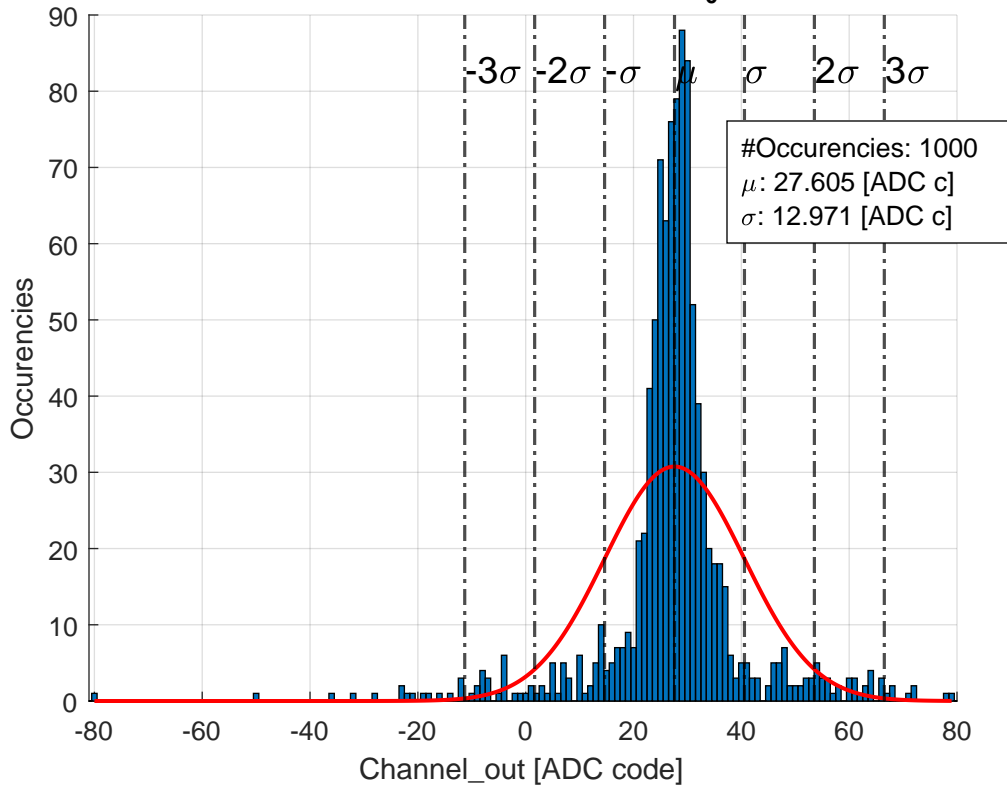 90
80
70
60
50
40
30
20
10
0
Occurencies
-3σ -2σ -σ μ σ 2σ 3σ
#Occurencies: 1000
μ: 27.605 [ADC c]
σ: 12.971 [ADC c]
-80 -60 -40 -20 0 20 40 60 80
Channel_out [ADC code]